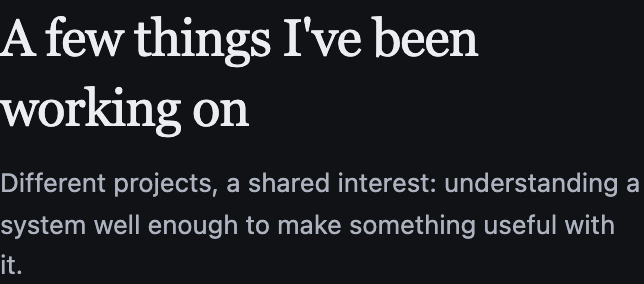 A few things I've been
working on
Different projects, a shared interest: understanding a
system well enough to make something useful with
it.